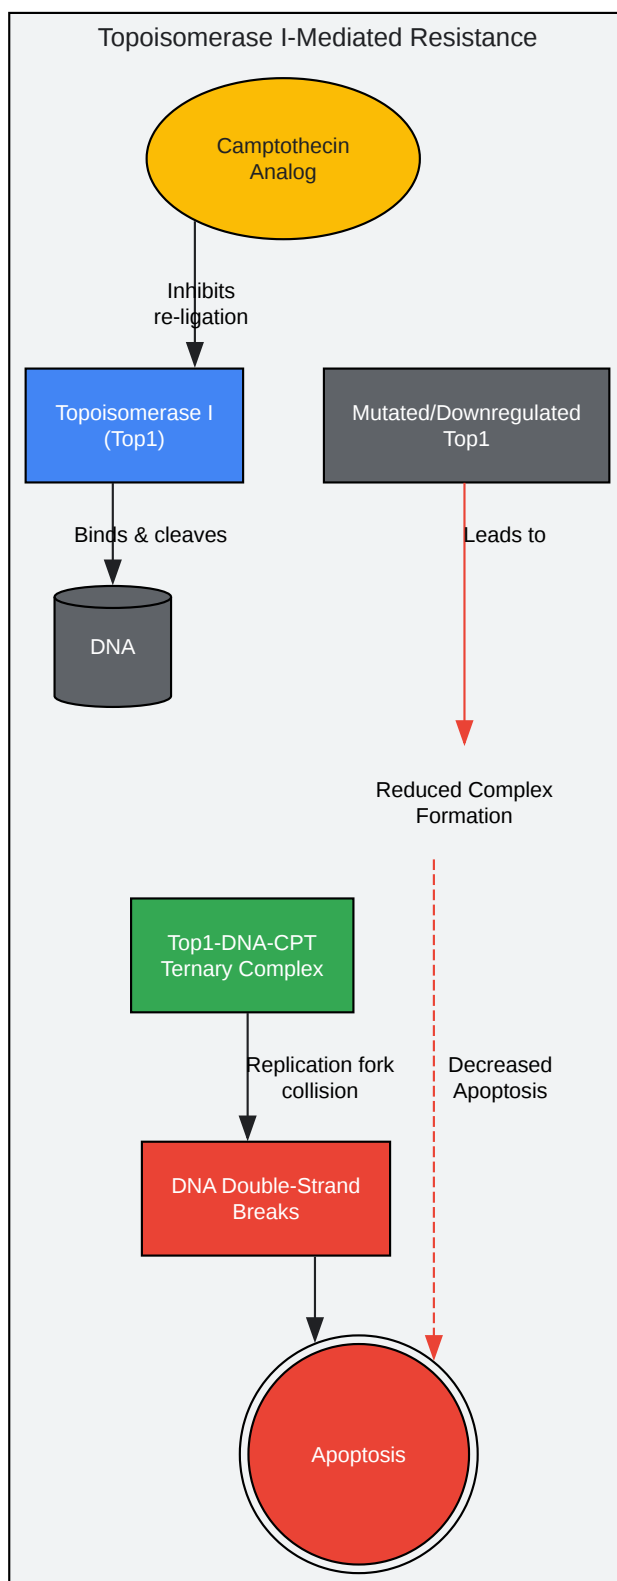 Topoisomerase I-Mediated Resistance
Camptothecin
Analog
Inhibits
re-ligation
Topoisomerase I
(Top1)
Mutated/Downregulated
Top1
Binds & cleaves
Leads to
DNA
Reduced Complex
Formation
Top1-DNA-CPT
Ternary Complex
Replication fork
collision
Decreased
Apoptosis
DNA Double-Strand
Breaks
Apoptosis